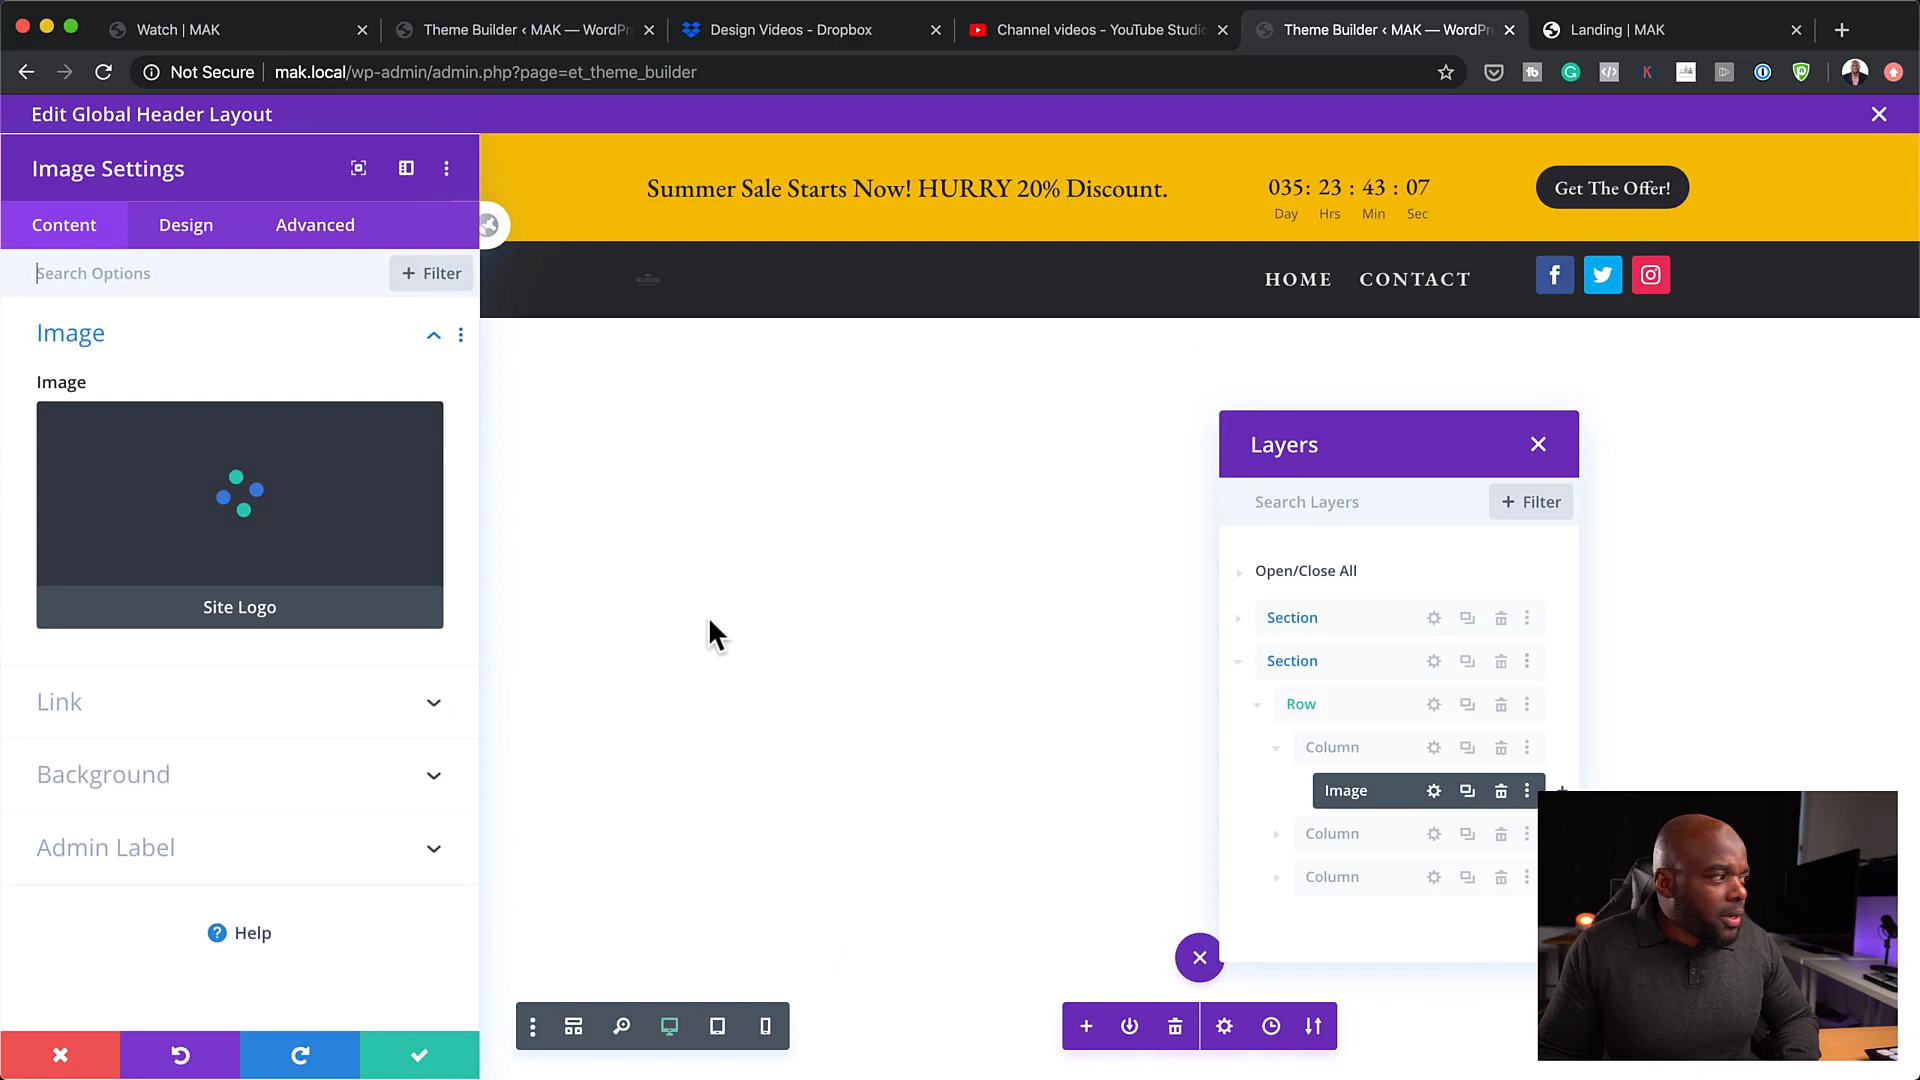 Watch | MAK
Theme Builder ‹ MAK — WordPr
Design Videos - Dropbox
Channel videos - YouTube Studio
Theme Builder ‹ MAK — WordPr
Landing | MAK
Not Secure
mak.local/wp-admin/admin.php?page=et_theme_builder
Edit Global Header Layout
Image Settings
Content
Design
Advanced
Search Options
+ Filter
Image
Image
Site Logo
Link
Background
Admin Label
? Help
Summer Sale Starts Now! HURRY 20% Discount.
035: 23 : 43 : 07
Day Hrs Min Sec
Get The Offer!
HOME CONTACT
Layers
Search Layers
+ Filter
Open/Close All
Section
Section
Row
Column
Image
Column
Column